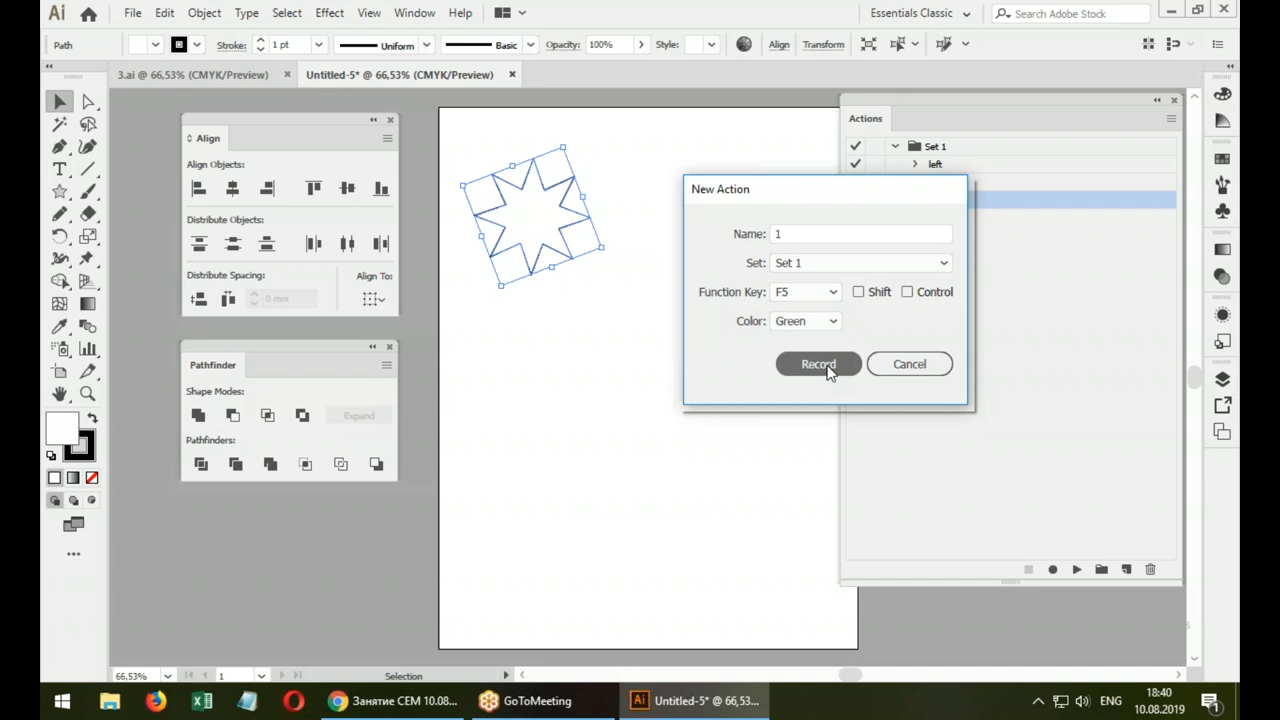 Ai File Edit Object Type Select Effect View Window Help Essentials Classic Search Adobe Stock
Path Stroke: 1 pt Uniform Basic Opacity: 100% Style: Align Transform
3.ai @ 66,53% (CMYK/Preview) Untitled-5* @ 66,53% (CMYK/Preview)
Actions
Set 1
left
Align
Align Objects:
Distribute Objects:
Distribute Spacing: Align To:
0 mm
Pathfinder
Shape Modes:
Expand
Pathfinders:
New Action
Name: 1
Set: Set 1
Function Key: F5 Shift Control
Color: Green
Record Cancel
66,53% 1 Selection
Занятие СЕМ 10.08... GoToMeeting Ai Untitled-5* @ 66,53... ENG 18:40
10.08.2019 1